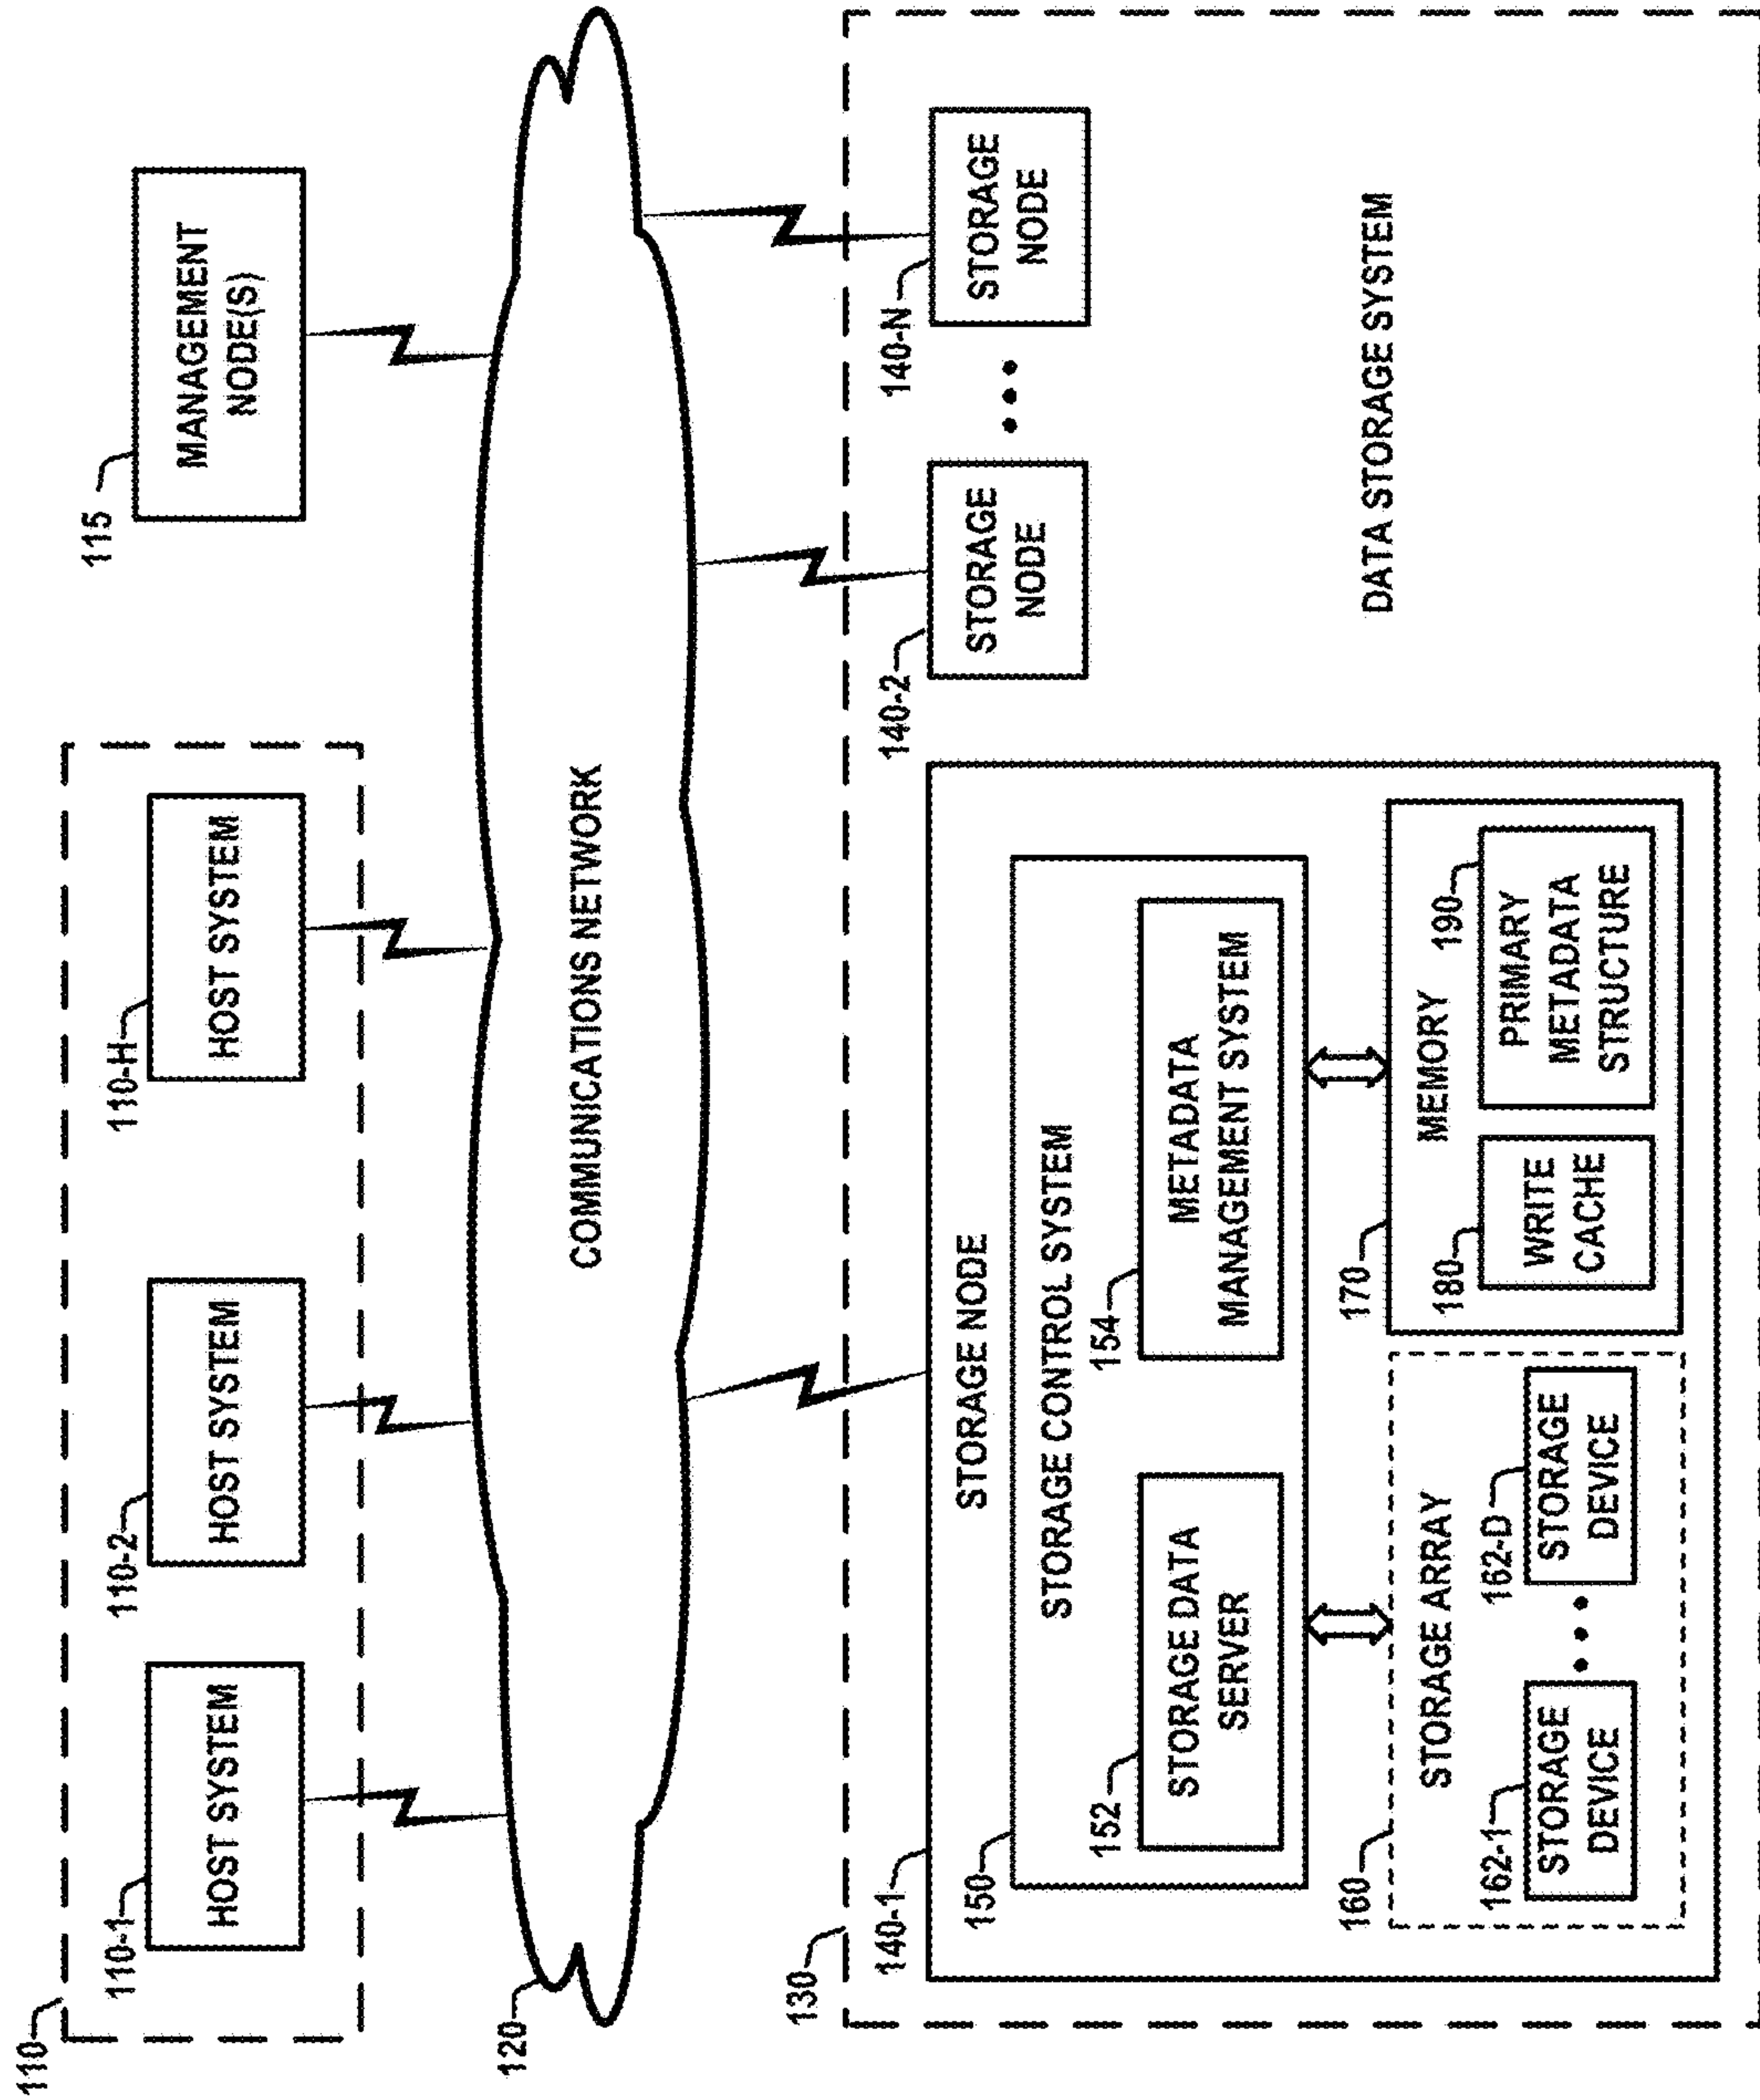 110
110-1
HOST SYSTEM
110-2
HOST SYSTEM
110-H
HOST SYSTEM
115
MANAGEMENT
NODE(S)
120
COMMUNICATIONS NETWORK
130
140-1
STORAGE NODE
150
STORAGE CONTROL SYSTEM
152
STORAGE DATA
SERVER
154
METADATA
MANAGEMENT SYSTEM
160
STORAGE ARRAY
162-1
STORAGE
DEVICE
• • •
162-D
STORAGE
DEVICE
170
MEMORY
180
WRITE
CACHE
190
PRIMARY
METADATA
STRUCTURE
140-2
STORAGE
NODE
• • •
140-N
STORAGE
NODE
DATA STORAGE SYSTEM